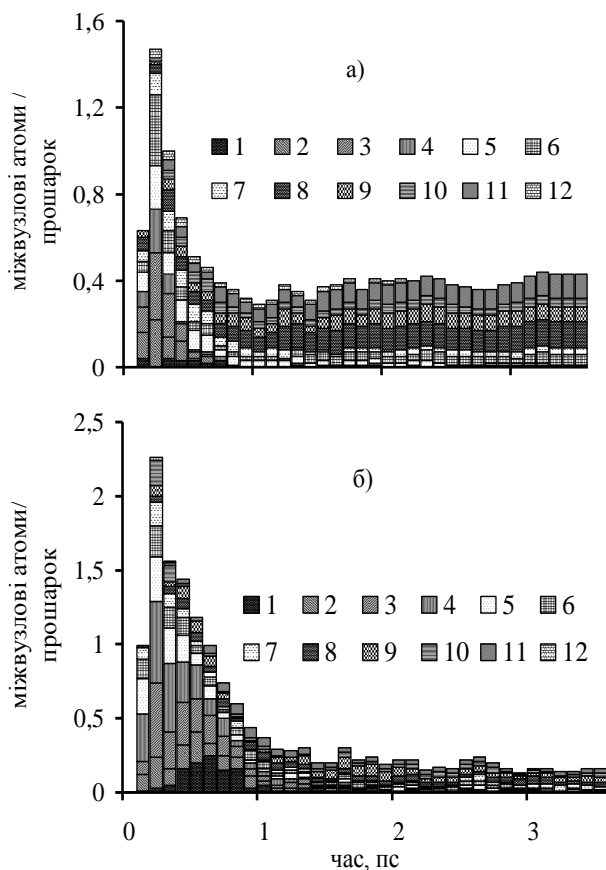 1,6
а)
1,2
1 2 3 4 5 6
0,8
7 8 9 10 11 12
0,4
0
міжвузлові атоми /
прошарок
2,5
б)
2
1,5
1 2 3 4 5 6
1
7 8 9 10 11 12
0,5
0
міжвузлові атоми/
прошарок
0 1 2 3
час, пс